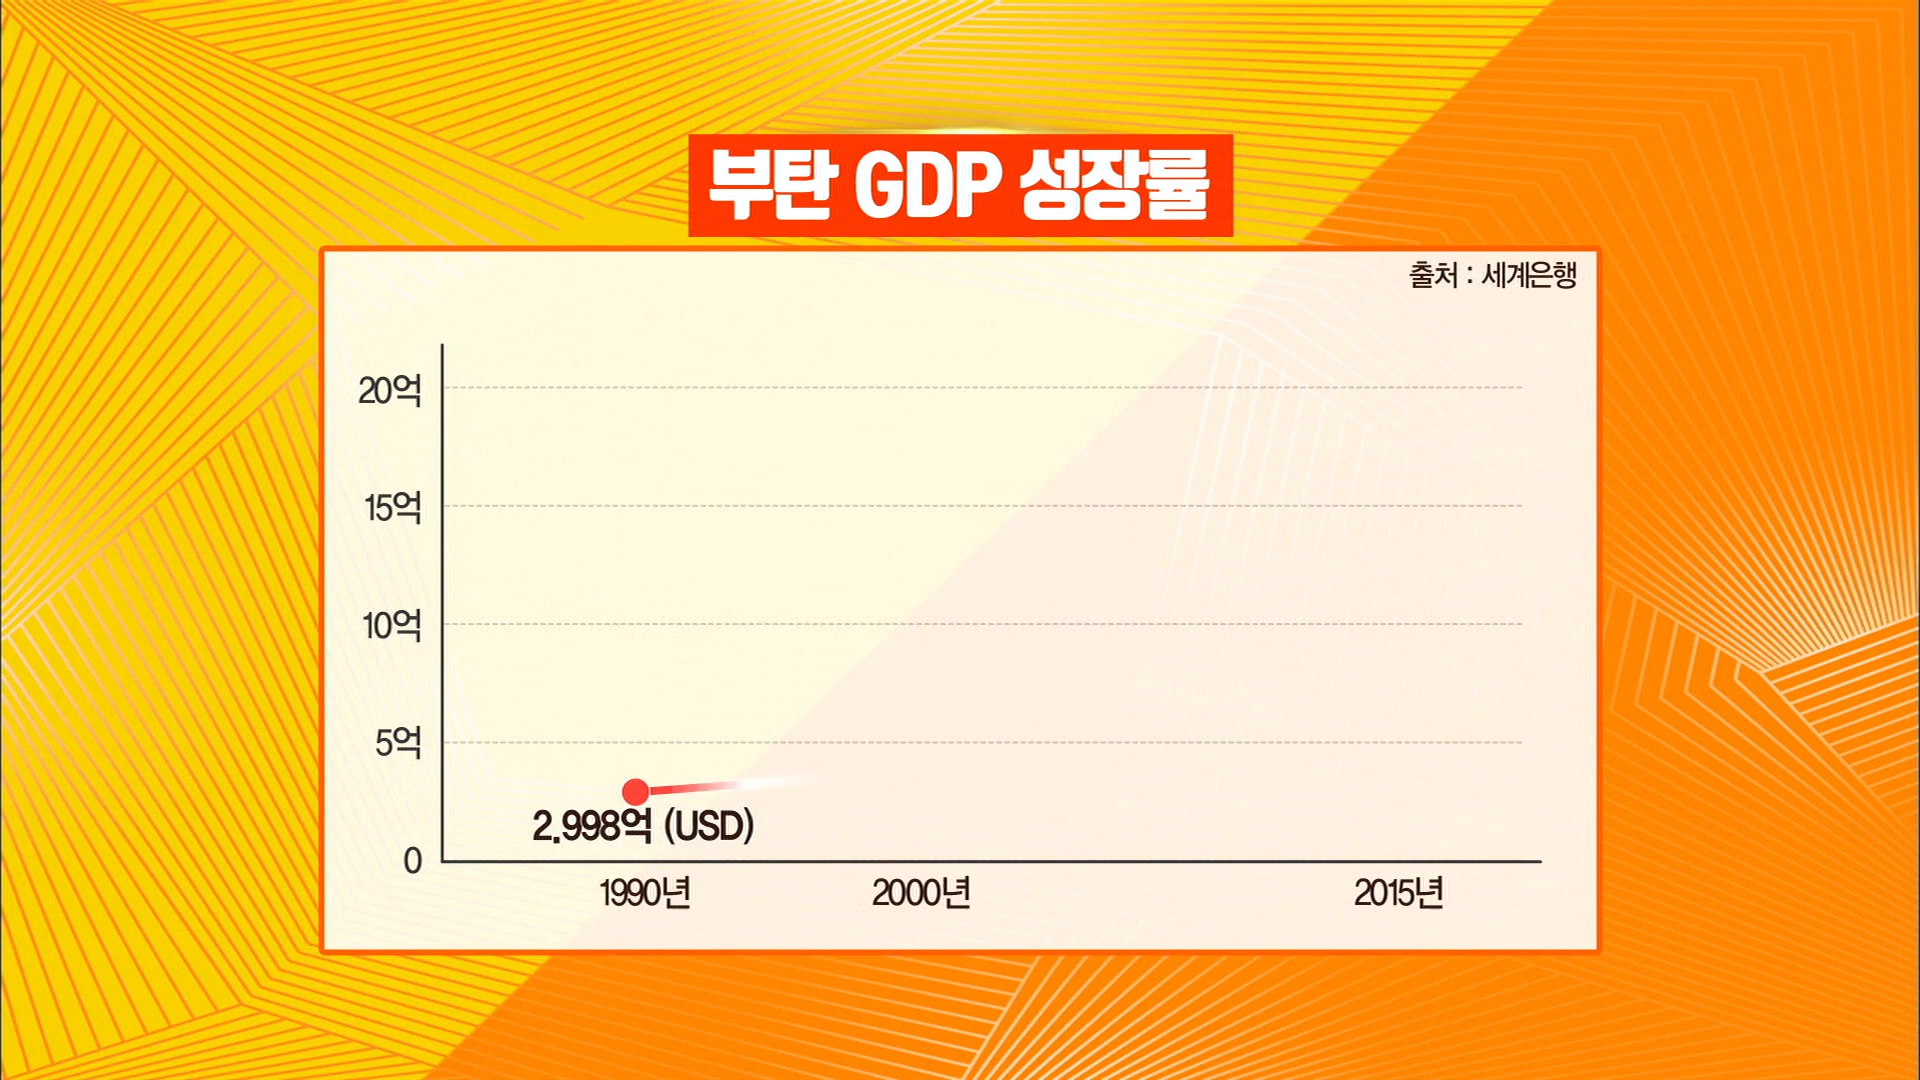 부탄 GDP 성장률
출처 : 세계은행
20억
15억
10억
5억
2.998억 (USD)
0
1990년 2000년 2015년